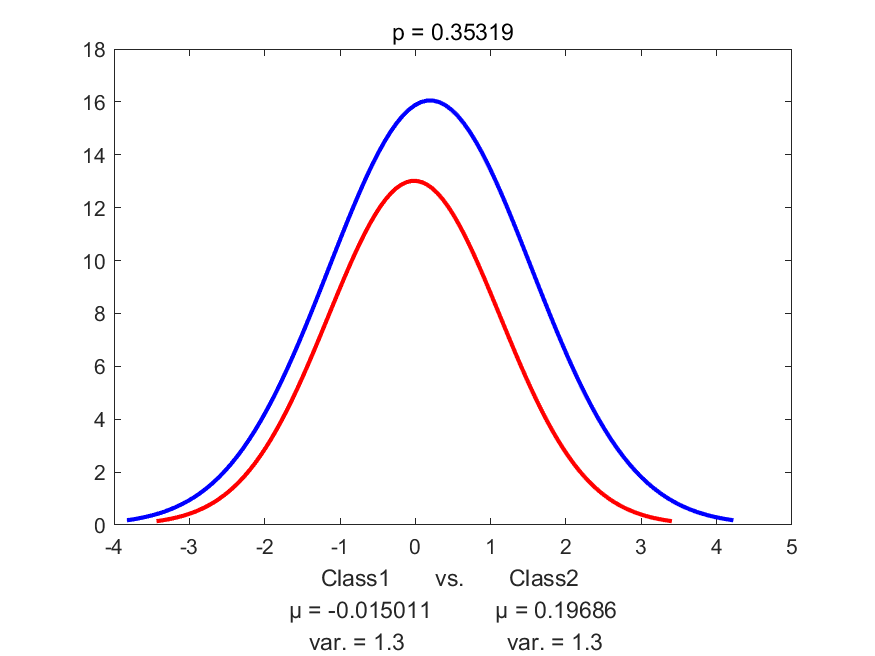 p = 0.35319
18
16
14
12
10
8
6
4
2
0
-4 -3 -2 -1 0 1 2 3 4 5
Class1 vs. Class2
μ = -0.015011 μ = 0.19686
var. = 1.3 var. = 1.3